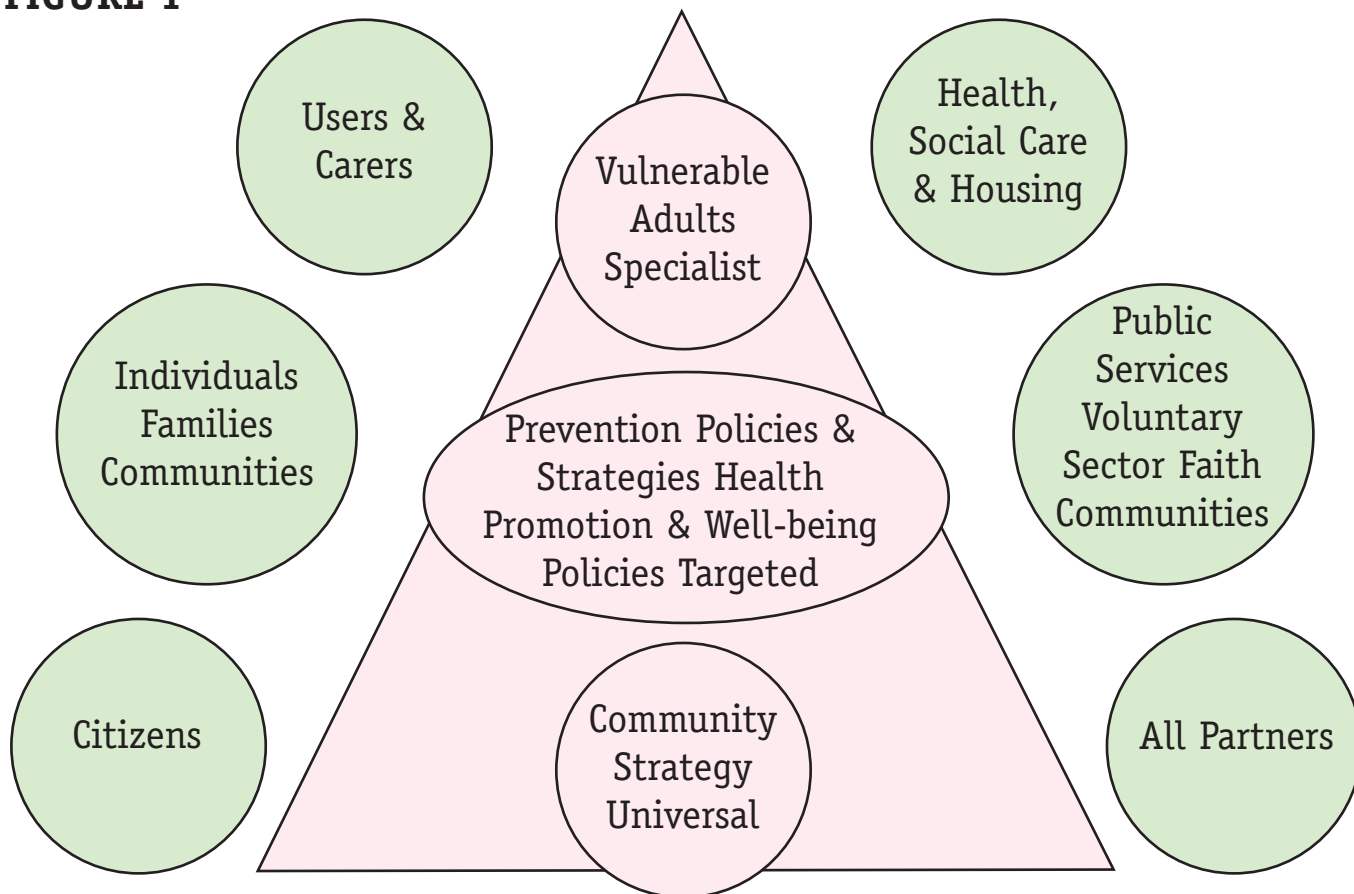 FIGURE 1
Users &
Carers
Vulnerable
Adults
Specialist
Health,
Social Care
& Housing
Individuals
Families
Communities
Prevention Policies &
Strategies Health
Promotion & Well-being
Policies Targeted
Public
Services
Voluntary
Sector Faith
Communities
Citizens
Community
Strategy
Universal
All Partners